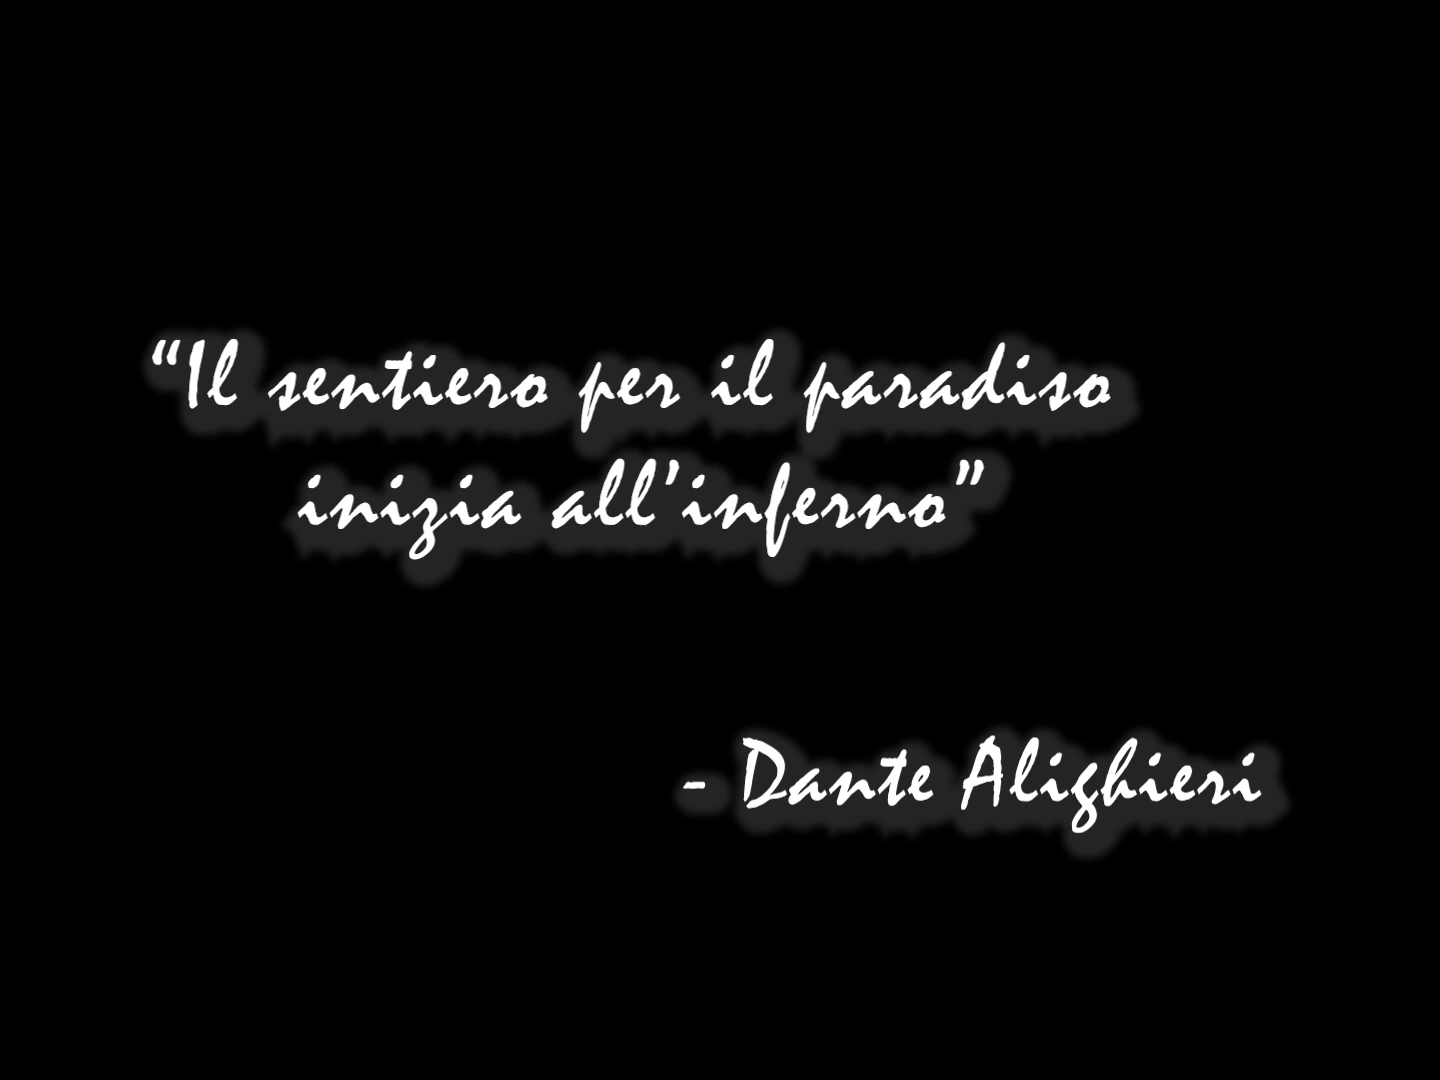 “Il sentiero per il paradiso
inizia all’inferno”
- Dante Alighieri